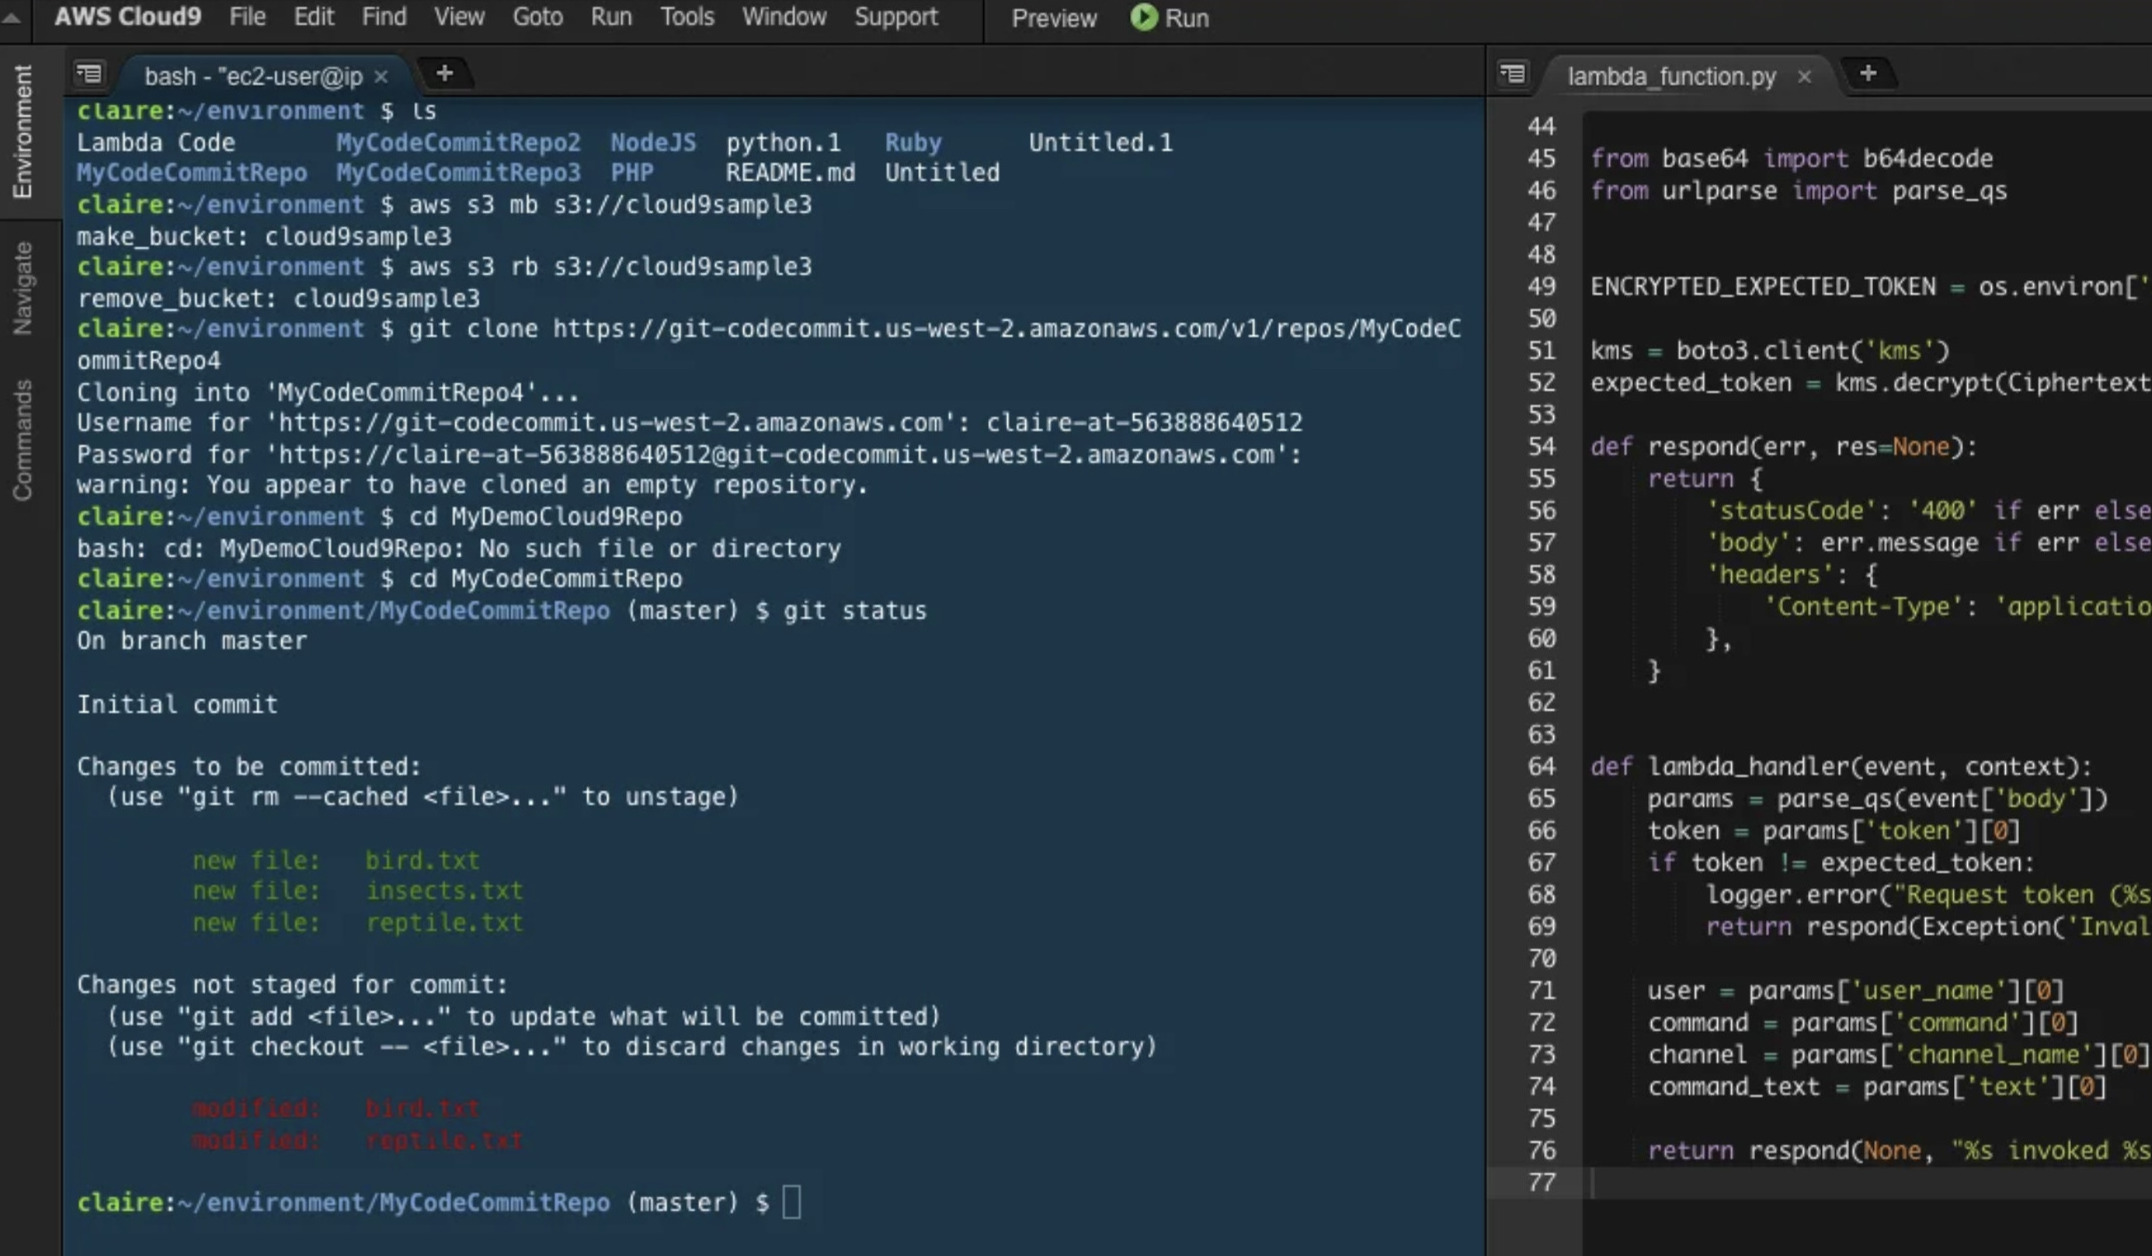 AWS Cloud9 File Edit Find View Goto Run Tools Window Support Preview Run
Environment
Navigate
Commands
bash - "ec2-user@ip × +
claire:~/environment $ ls
Lambda Code MyCodeCommitRepo2 NodeJS python.1 Ruby Untitled.1
MyCodeCommitRepo MyCodeCommitRepo3 PHP README.md Untitled
claire:~/environment $ aws s3 mb s3://cloud9sample3
make_bucket: cloud9sample3
claire:~/environment $ aws s3 rb s3://cloud9sample3
remove_bucket: cloud9sample3
claire:~/environment $ git clone https://git-codecommit.us-west-2.amazonaws.com/v1/repos/MyCodeC
ommitRepo4
Cloning into 'MyCodeCommitRepo4'...
Username for 'https://git-codecommit.us-west-2.amazonaws.com': claire-at-563888640512
Password for 'https://claire-at-563888640512@git-codecommit.us-west-2.amazonaws.com':
warning: You appear to have cloned an empty repository.
claire:~/environment $ cd MyDemoCloud9Repo
bash: cd: MyDemoCloud9Repo: No such file or directory
claire:~/environment $ cd MyCodeCommitRepo
claire:~/environment/MyCodeCommitRepo (master) $ git status
On branch master
Initial commit
Changes to be committed:
(use "git rm --cached <file>..." to unstage)
new file: bird.txt
new file: insects.txt
new file: reptile.txt
Changes not staged for commit:
(use "git add <file>..." to update what will be committed)
(use "git checkout -- <file>..." to discard changes in working directory)
modified: bird.txt
modified: reptile.txt
claire:~/environment/MyCodeCommitRepo (master) $
lambda_function.py × +
44
45 from base64 import b64decode
46 from urlparse import parse_qs
47
48
49 ENCRYPTED_EXPECTED_TOKEN = os.environ['
50
51 kms = boto3.client('kms')
52 expected_token = kms.decrypt(Ciphertext
53
54 def respond(err, res=None):
55 return {
56 'statusCode': '400' if err else
57 'body': err.message if err else
58 'headers': {
59 'Content-Type': 'applicatio
60 },
61 }
62
63
64 def lambda_handler(event, context):
65 params = parse_qs(event['body'])
66 token = params['token'][0]
67 if token != expected_token:
68 logger.error("Request token (%s
69 return respond(Exception('Inval
70
71 user = params['user_name'][0]
72 command = params['command'][0]
73 channel = params['channel_name'][0]
74 command_text = params['text'][0]
75
76 return respond(None, "%s invoked %s
77